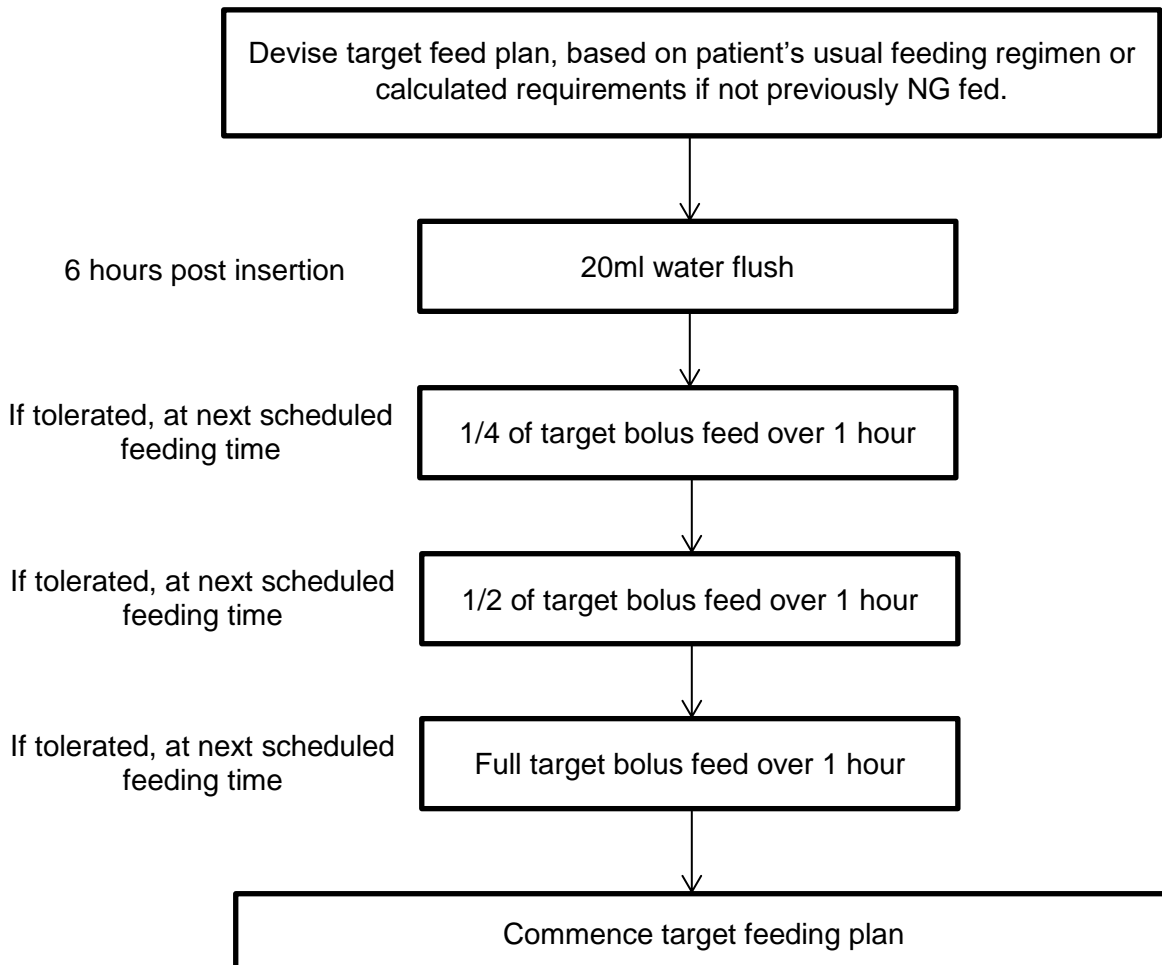 Devise target feed plan, based on patient’s usual feeding regimen or
calculated requirements if not previously NG fed.
6 hours post insertion
20ml water flush
If tolerated, at next scheduled
feeding time
1/4 of target bolus feed over 1 hour
If tolerated, at next scheduled
feeding time
1/2 of target bolus feed over 1 hour
If tolerated, at next scheduled
feeding time
Full target bolus feed over 1 hour
Commence target feeding plan